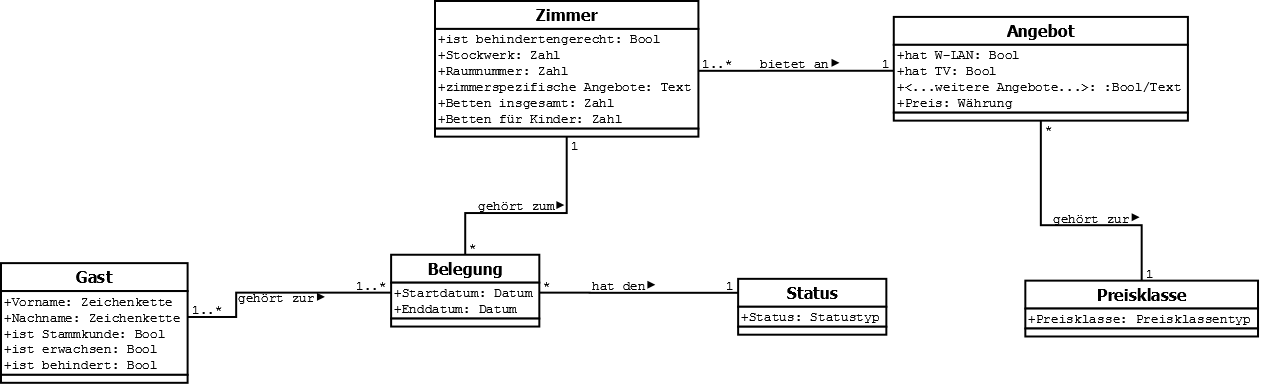 Zimmer
+ist behindertengerecht: Bool
+Stockwerk: Zahl
+Raumnummer: Zahl
+zimmerspezifische Angebote: Text
+Betten insgesamt: Zahl
+Betten für Kinder: Zahl
1..* bietet an 1
Angebot
+hat W-LAN: Bool
+hat TV: Bool
+<...weitere Angebote...>: :Bool/Text
+Preis: Währung
1
gehört zum
*
*
gehört zur
1
Gast
+Vorname: Zeichenkette
+Nachname: Zeichenkette
+ist Stammkunde: Bool
+ist erwachsen: Bool
+ist behindert: Bool
1..* gehört zur 1..*
Belegung
+Startdatum: Datum
+Enddatum: Datum
* hat den 1
Status
+Status: Statustyp
Preisklasse
+Preisklasse: Preisklassentyp